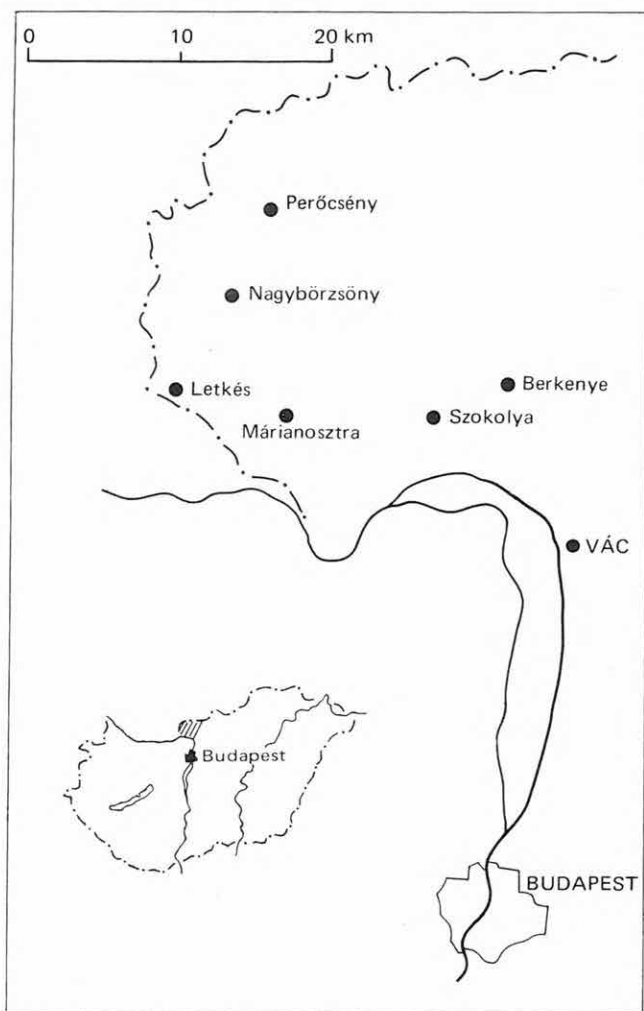 0 10 20 km
Perőcsény
Nagybörzsöny
Letkés
Berkenye
Márianosztra
Szokolya
VÁC
Budapest
BUDAPEST